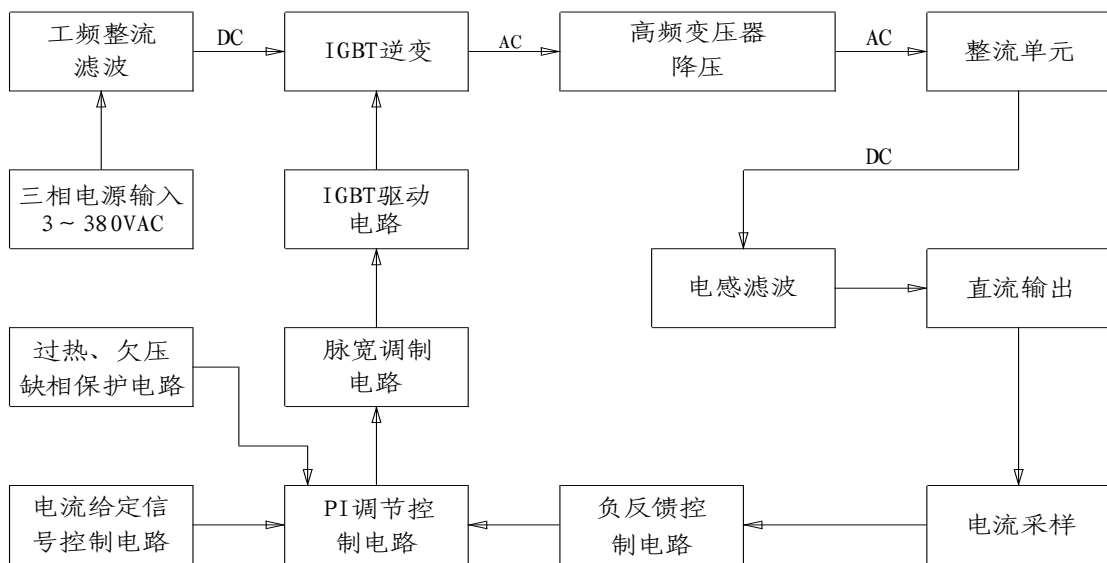 工频整流
滤波
DC
IGBT逆变
AC
高频变压器
降压
AC
整流单元
DC
三相电源输入
3～380VAC
IGBT驱动
电路
电感滤波
直流输出
过热、欠压
缺相保护电路
脉宽调制
电路
电流给定信
号控制电路
PI调节控
制电路
负反馈控
制电路
电流采样